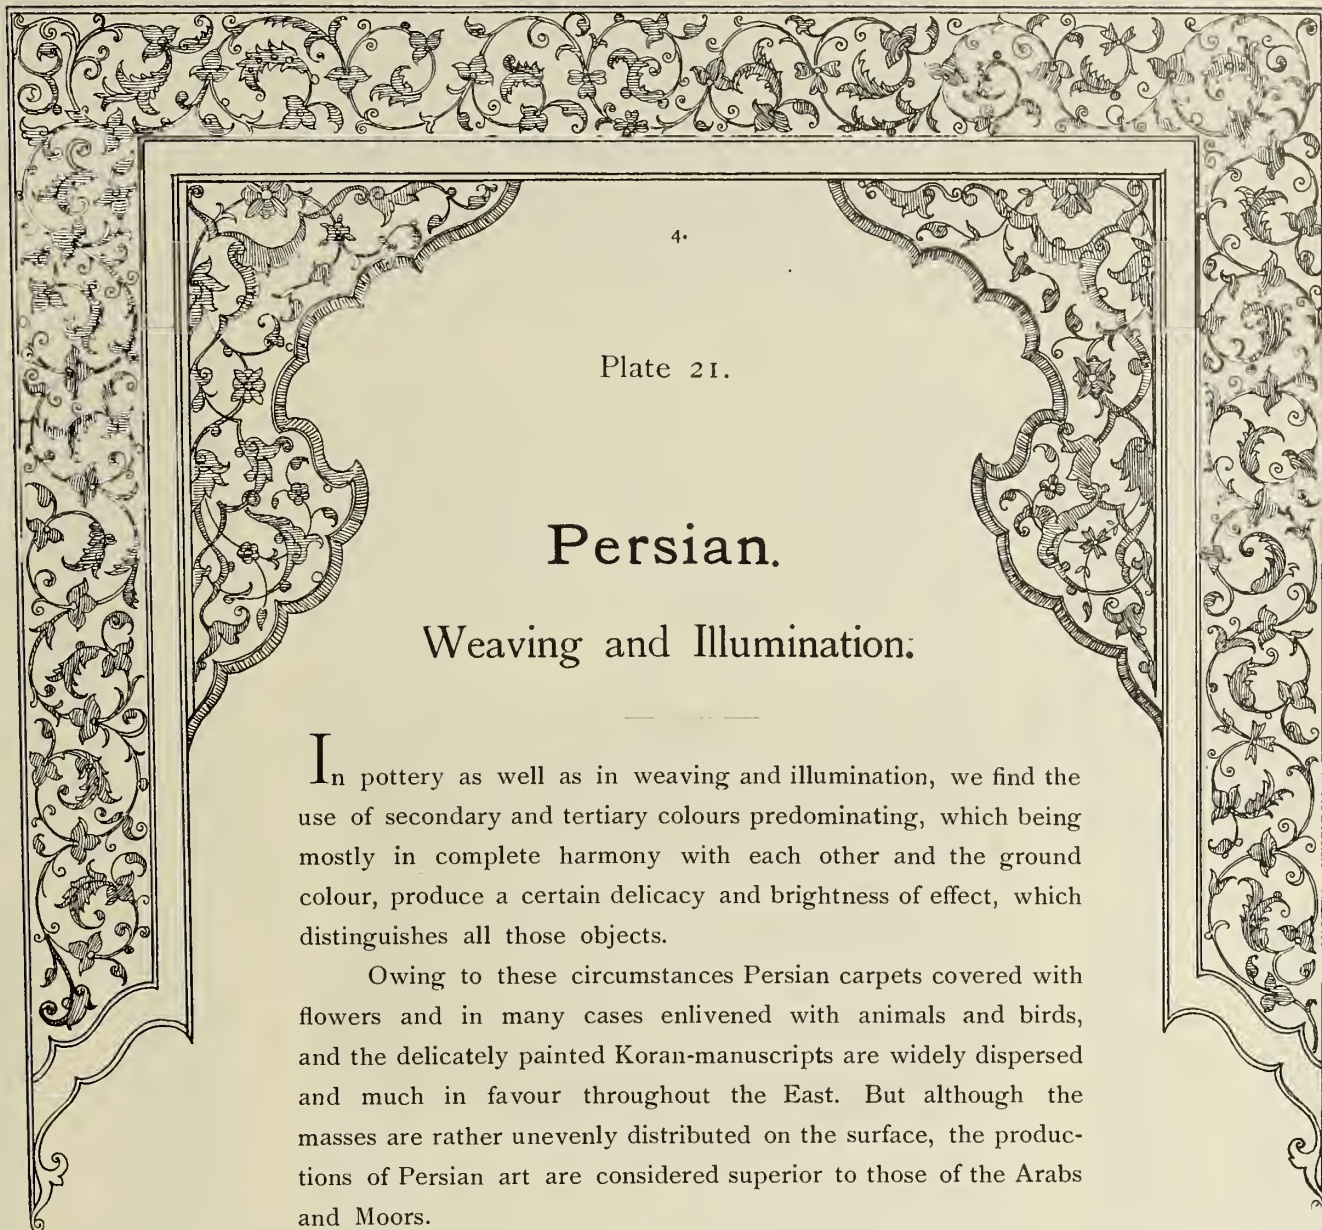 4.
Plate 21.
Persian.
Weaving and Illumination.
In pottery as well as in weaving and illumination, we find the
use of secondary and tertiary colours predominating, which being
mostly in complete harmony with each other and the ground
colour, produce a certain delicacy and brightness of effect, which
distinguishes all those objects.
Owing to these circumstances Persian carpets covered with
flowers and in many cases enlivened with animals and birds,
and the delicately painted Koran-manuscripts are widely dispersed
and much in favour throughout the East. But although the
masses are rather unevenly distributed on the surface, the produc-
tions of Persian art are considered superior to those of the Arabs
and Moors.